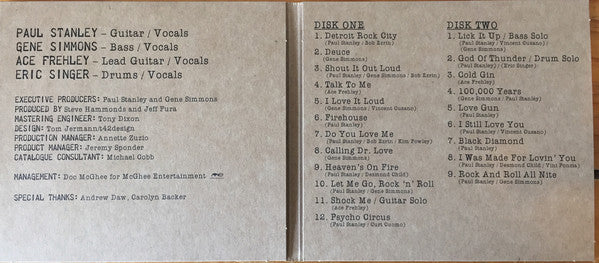 PAUL STANLEY – Guitar / Vocals
GENE SIMMONS – Bass / Vocals
ACE FREHLEY – Lead Guitar / Vocals
ERIC SINGER – Drums / Vocals
EXECUTIVE PRODUCERS: Paul Stanley and Gene Simmons
PRODUCED BY Steve Hammonds and Jeff Fura
MASTERING ENGINEER: Tony Dixon
DESIGN: Tom Jermann/t42design
PRODUCTION MANAGER: Annette Zuzio
PRODUCT MANAGER: Jeremy Sponder
CATALOGUE CONSULTANT: Michael Cobb
MANAGEMENT: Doc McGhee for McGhee Entertainment
SPECIAL THANKS: Andrew Daw, Carolyn Backer
DISK ONE
1. Detroit Rock City
(Paul Stanley / Bob Ezrin)
2. Deuce
(Gene Simmons)
3. Shout It Out Loud
(Paul Stanley / Gene Simmons / Bob Ezrin)
4. Talk To Me
(Ace Frehley)
5. I Love It Loud
(Gene Simmons / Vincent Cusano)
6. Firehouse
(Paul Stanley)
7. Do You Love Me
(Paul Stanley / Bob Ezrin / Kim Fowley)
8. Calling Dr. Love
(Gene Simmons)
9. Heaven's On Fire
(Paul Stanley / Desmond Child)
10. Let Me Go, Rock 'n' Roll
(Paul Stanley / Gene Simmons)
11. Shock Me / Guitar Solo
(Ace Frehley)
12. Psycho Circus
(Paul Stanley / Curt Cuomo)
DISK TWO
1. Lick It Up / Bass Solo
(Paul Stanley / Vincent Cusano) / (Gene Simmons)
2. God Of Thunder / Drum Solo
(Paul Stanley) / (Eric Singer)
3. Cold Gin
(Ace Frehley)
4. 100,000 Years
(Gene Simmons / Paul Stanley)
5. Love Gun
(Paul Stanley)
6. I Still Love You
(Paul Stanley / Vincent Cusano)
7. Black Diamond
(Paul Stanley)
8. I Was Made For Lovin' You
(Paul Stanley / Desmond Child / Vini Poncia)
9. Rock And Roll All Nite
(Paul Stanley / Gene Simmons)